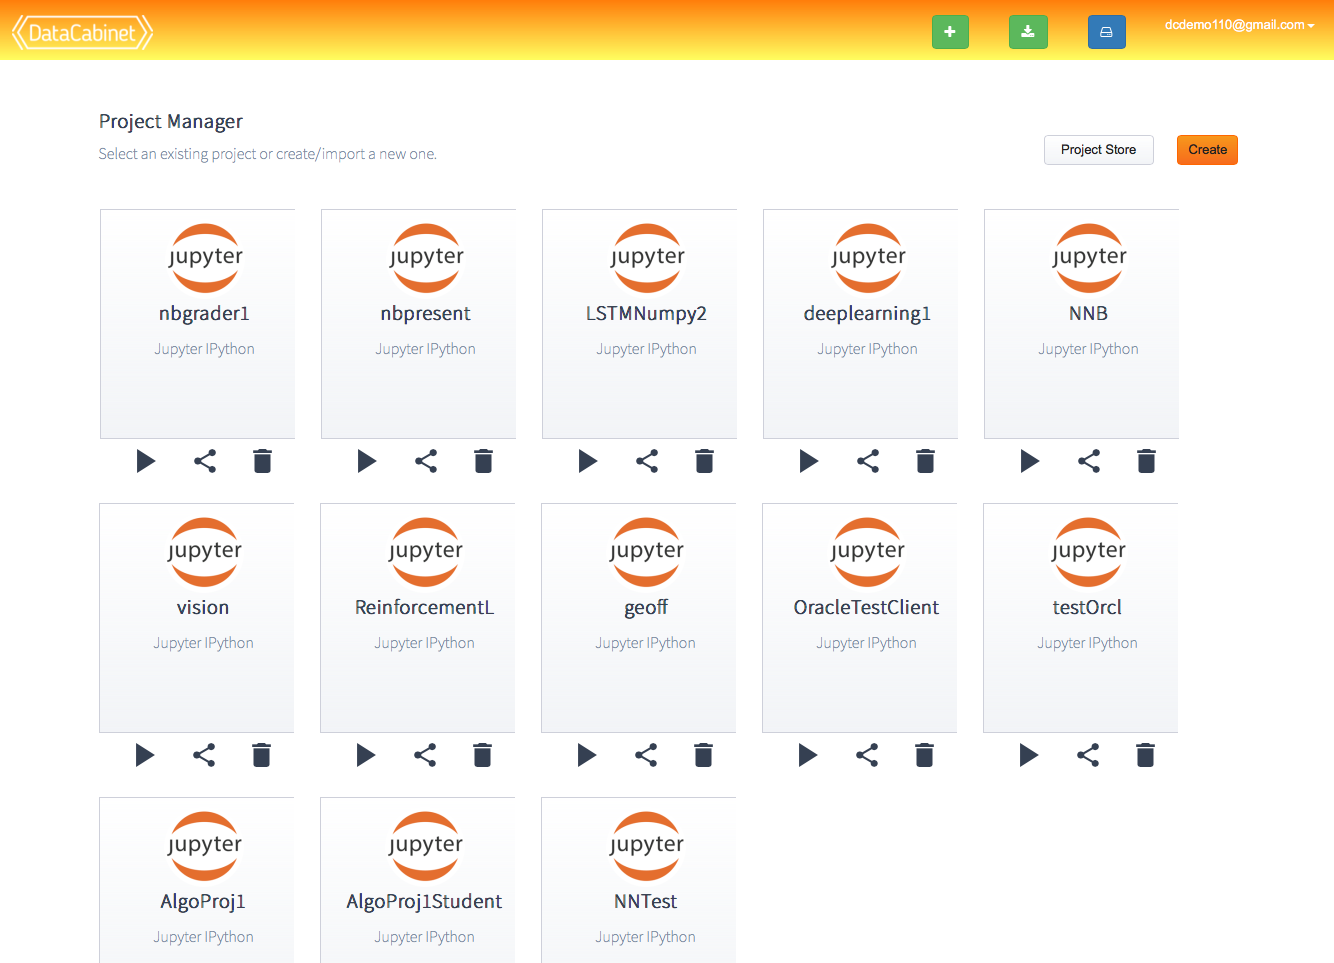 DataCabinet
dcdemo110@gmail.com
Project Manager
Select an existing project or create/import a new one.
Project Store
Create
jupyter
nbgrader1
Jupyter IPython
jupyter
nbpresent
Jupyter IPython
jupyter
LSTMNumpy2
Jupyter IPython
jupyter
deeplearning1
Jupyter IPython
jupyter
NNB
Jupyter IPython
jupyter
vision
Jupyter IPython
jupyter
ReinforcementL
Jupyter IPython
jupyter
geoff
Jupyter IPython
jupyter
OracleTestClient
Jupyter IPython
jupyter
testOrcl
Jupyter IPython
jupyter
AlgoProj1
Jupyter IPython
jupyter
AlgoProj1Student
Jupyter IPython
jupyter
NNTest
Jupyter IPython